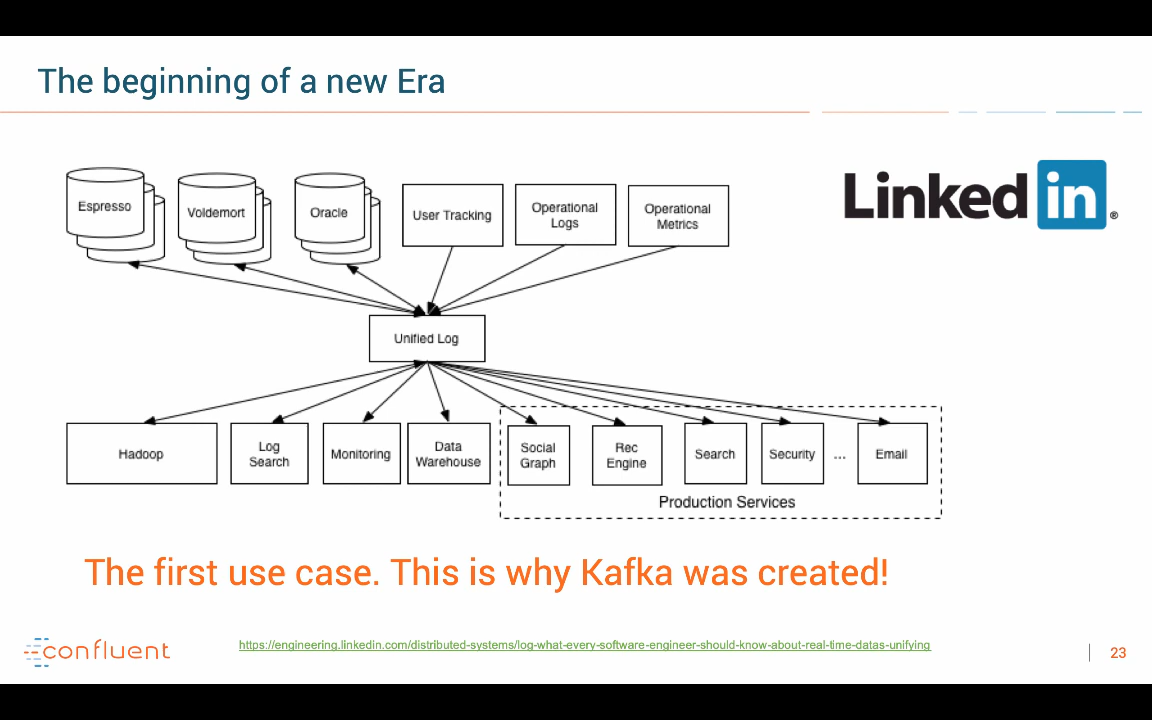 The beginning of a new Era
Linked in ®
Espresso
Voldemort
Oracle
User Tracking
Operational
Logs
Operational
Metrics
Unified Log
Hadoop
Log
Search
Monitoring
Data
Warehouse
Social
Graph
Rec
Engine
Search
Security
...
Email
Production Services
The first use case. This is why Kafka was created!
confluent
https://engineering.linkedin.com/distributed-systems/log-what-every-software-engineer-should-know-about-real-time-datas-unifying
23